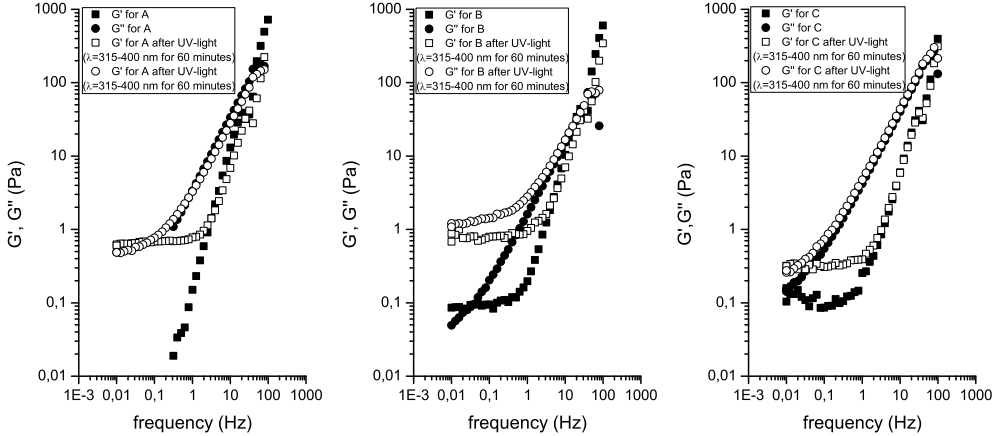 G' for A
G" for A
G' for A after UV-light
(λ=315-400 nm for 60 minutes)
G' for A after UV-light
(λ=315-400 nm for 60 minutes)
1000
100
10
1
0,1
0,01
G', G" (Pa)
1E-3 0,01 0,1 1 10 100 1000
frequency (Hz)
G' for B
G" for B
G' for B after UV-light
(λ=315-400 nm for 60 minutes)
G" for B after UV-light
(λ=315-400 nm for 60 minutes)
1000
100
10
1
0,1
0,01
G', G" (Pa)
1E-3 0,01 0,1 1 10 100 1000
frequency (Hz)
G' for C
G" for C
G' for C after UV-light
(λ=315-400 nm for 60 minutes)
G" for C after UV-light
(λ=315-400 nm for 60 minutes)
1000
100
10
1
0,1
0,01
G',G" (Pa)
1E-3 0,01 0,1 1 10 100 1000
frequency (Hz)